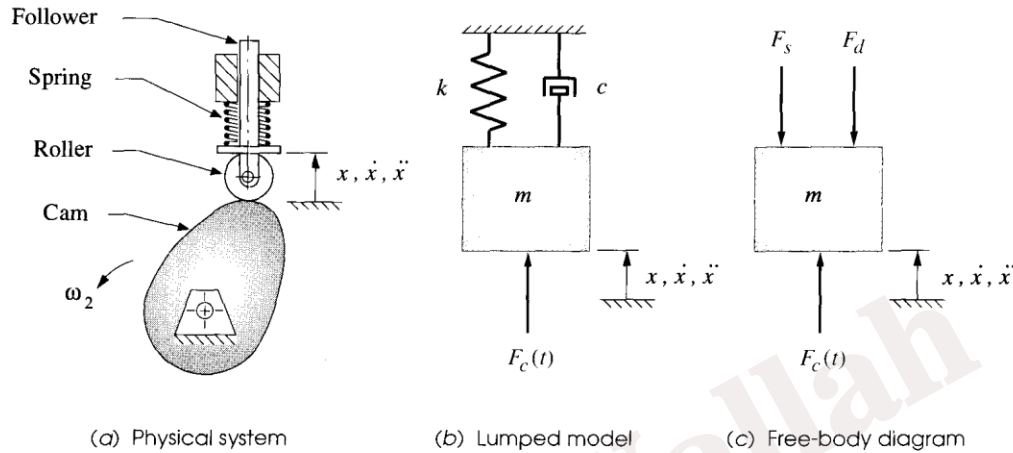 Follower
Spring
Roller
Cam
ω2
x , ẋ , ẍ
k
c
m
x , ẋ , ẍ
Fc(t)
Fs
Fd
m
x , ẋ , ẍ
Fc(t)
(a) Physical system
(b) Lumped model
(c) Free-body diagram